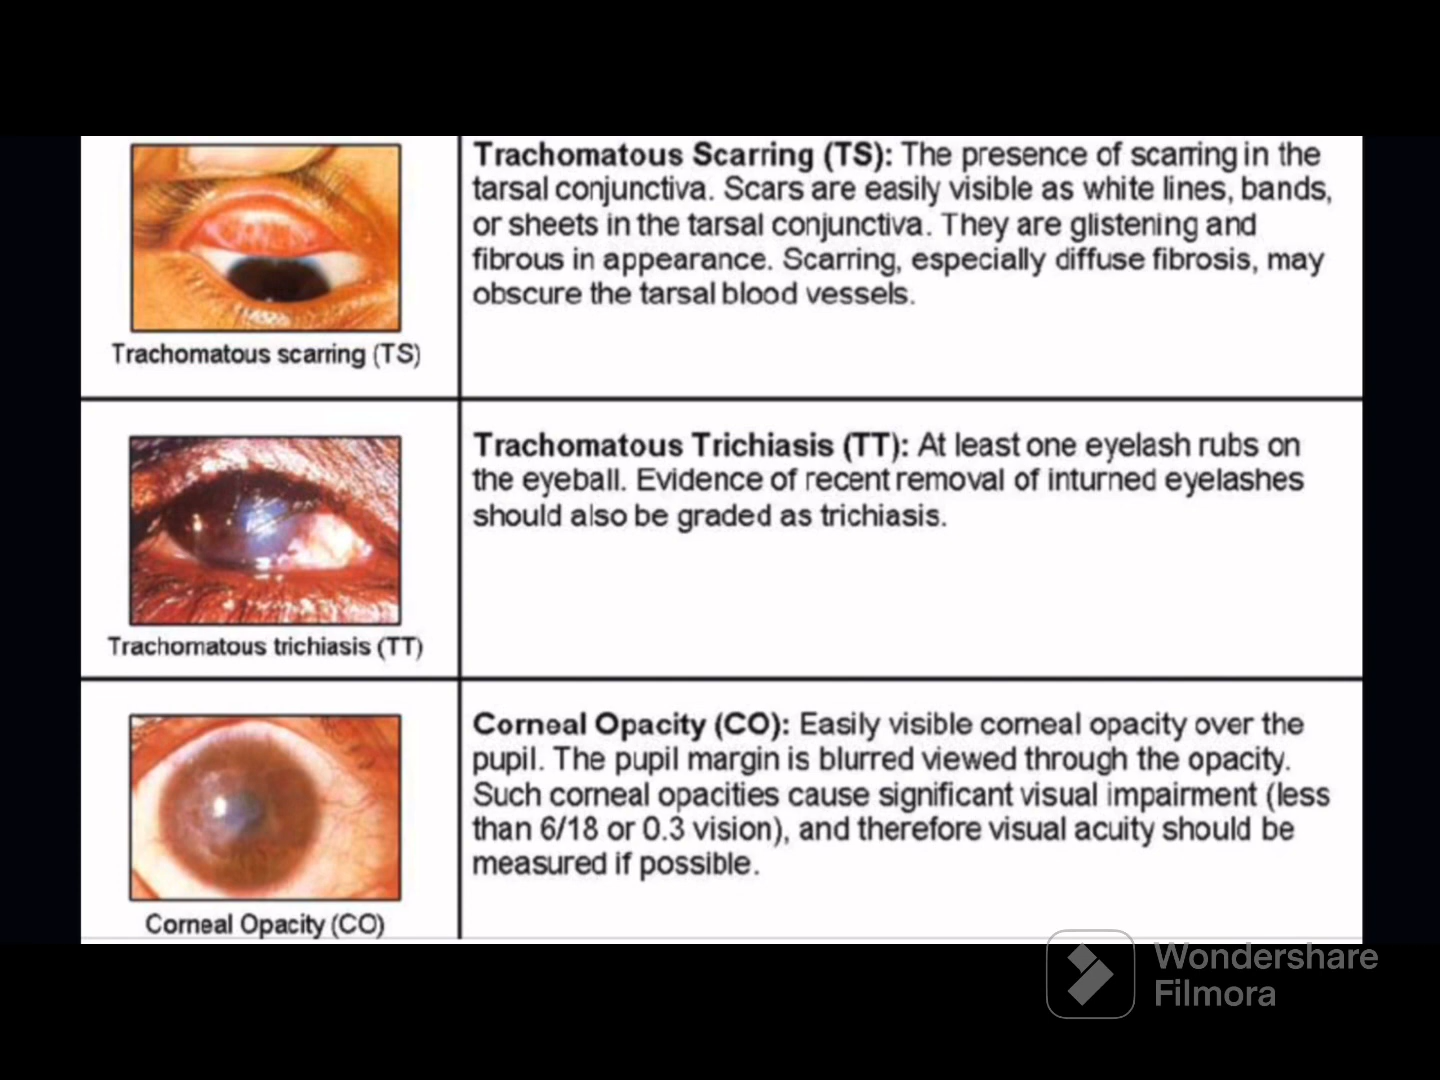 Trachomatous Scarring (TS): The presence of scarring in the
tarsal conjunctiva. Scars are easily visible as white lines, bands,
or sheets in the tarsal conjunctiva. They are glistening and
fibrous in appearance. Scarring, especially diffuse fibrosis, may
obscure the tarsal blood vessels.
Trachomatous scarring (TS)
Trachomatous Trichiasis (TT): At least one eyelash rubs on
the eyeball. Evidence of recent removal of inturned eyelashes
should also be graded as trichiasis.
Trachomatous trichiasis (TT)
Corneal Opacity (CO): Easily visible corneal opacity over the
pupil. The pupil margin is blurred viewed through the opacity.
Such corneal opacities cause significant visual impairment (less
than 6/18 or 0.3 vision), and therefore visual acuity should be
measured if possible.
Corneal Opacity (CO)
Wondershare
Filmora